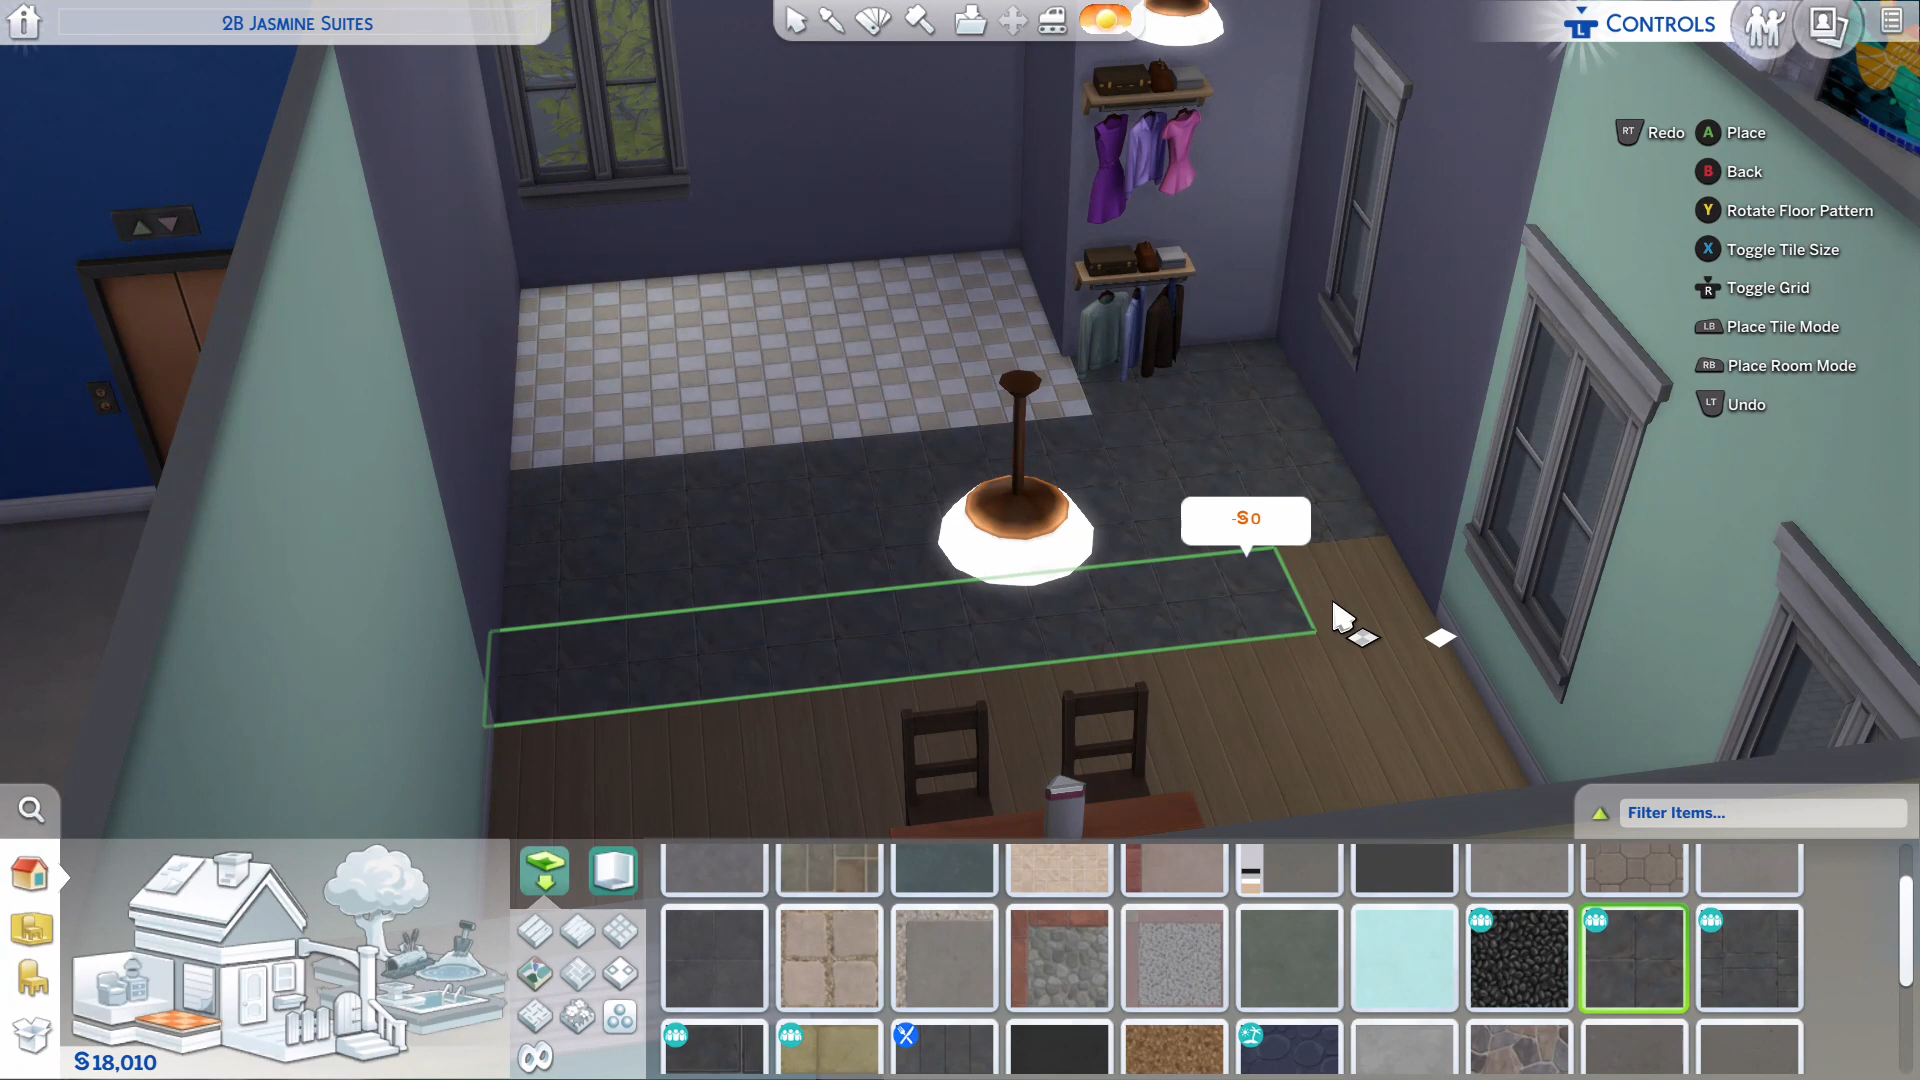 2B Jasmine Suites
L Controls
RT Redo A Place
B Back
Y Rotate Floor Pattern
X Toggle Tile Size
R Toggle Grid
LB Place Tile Mode
RB Place Room Mode
LT Undo
-§0
Filter Items...
§18,010